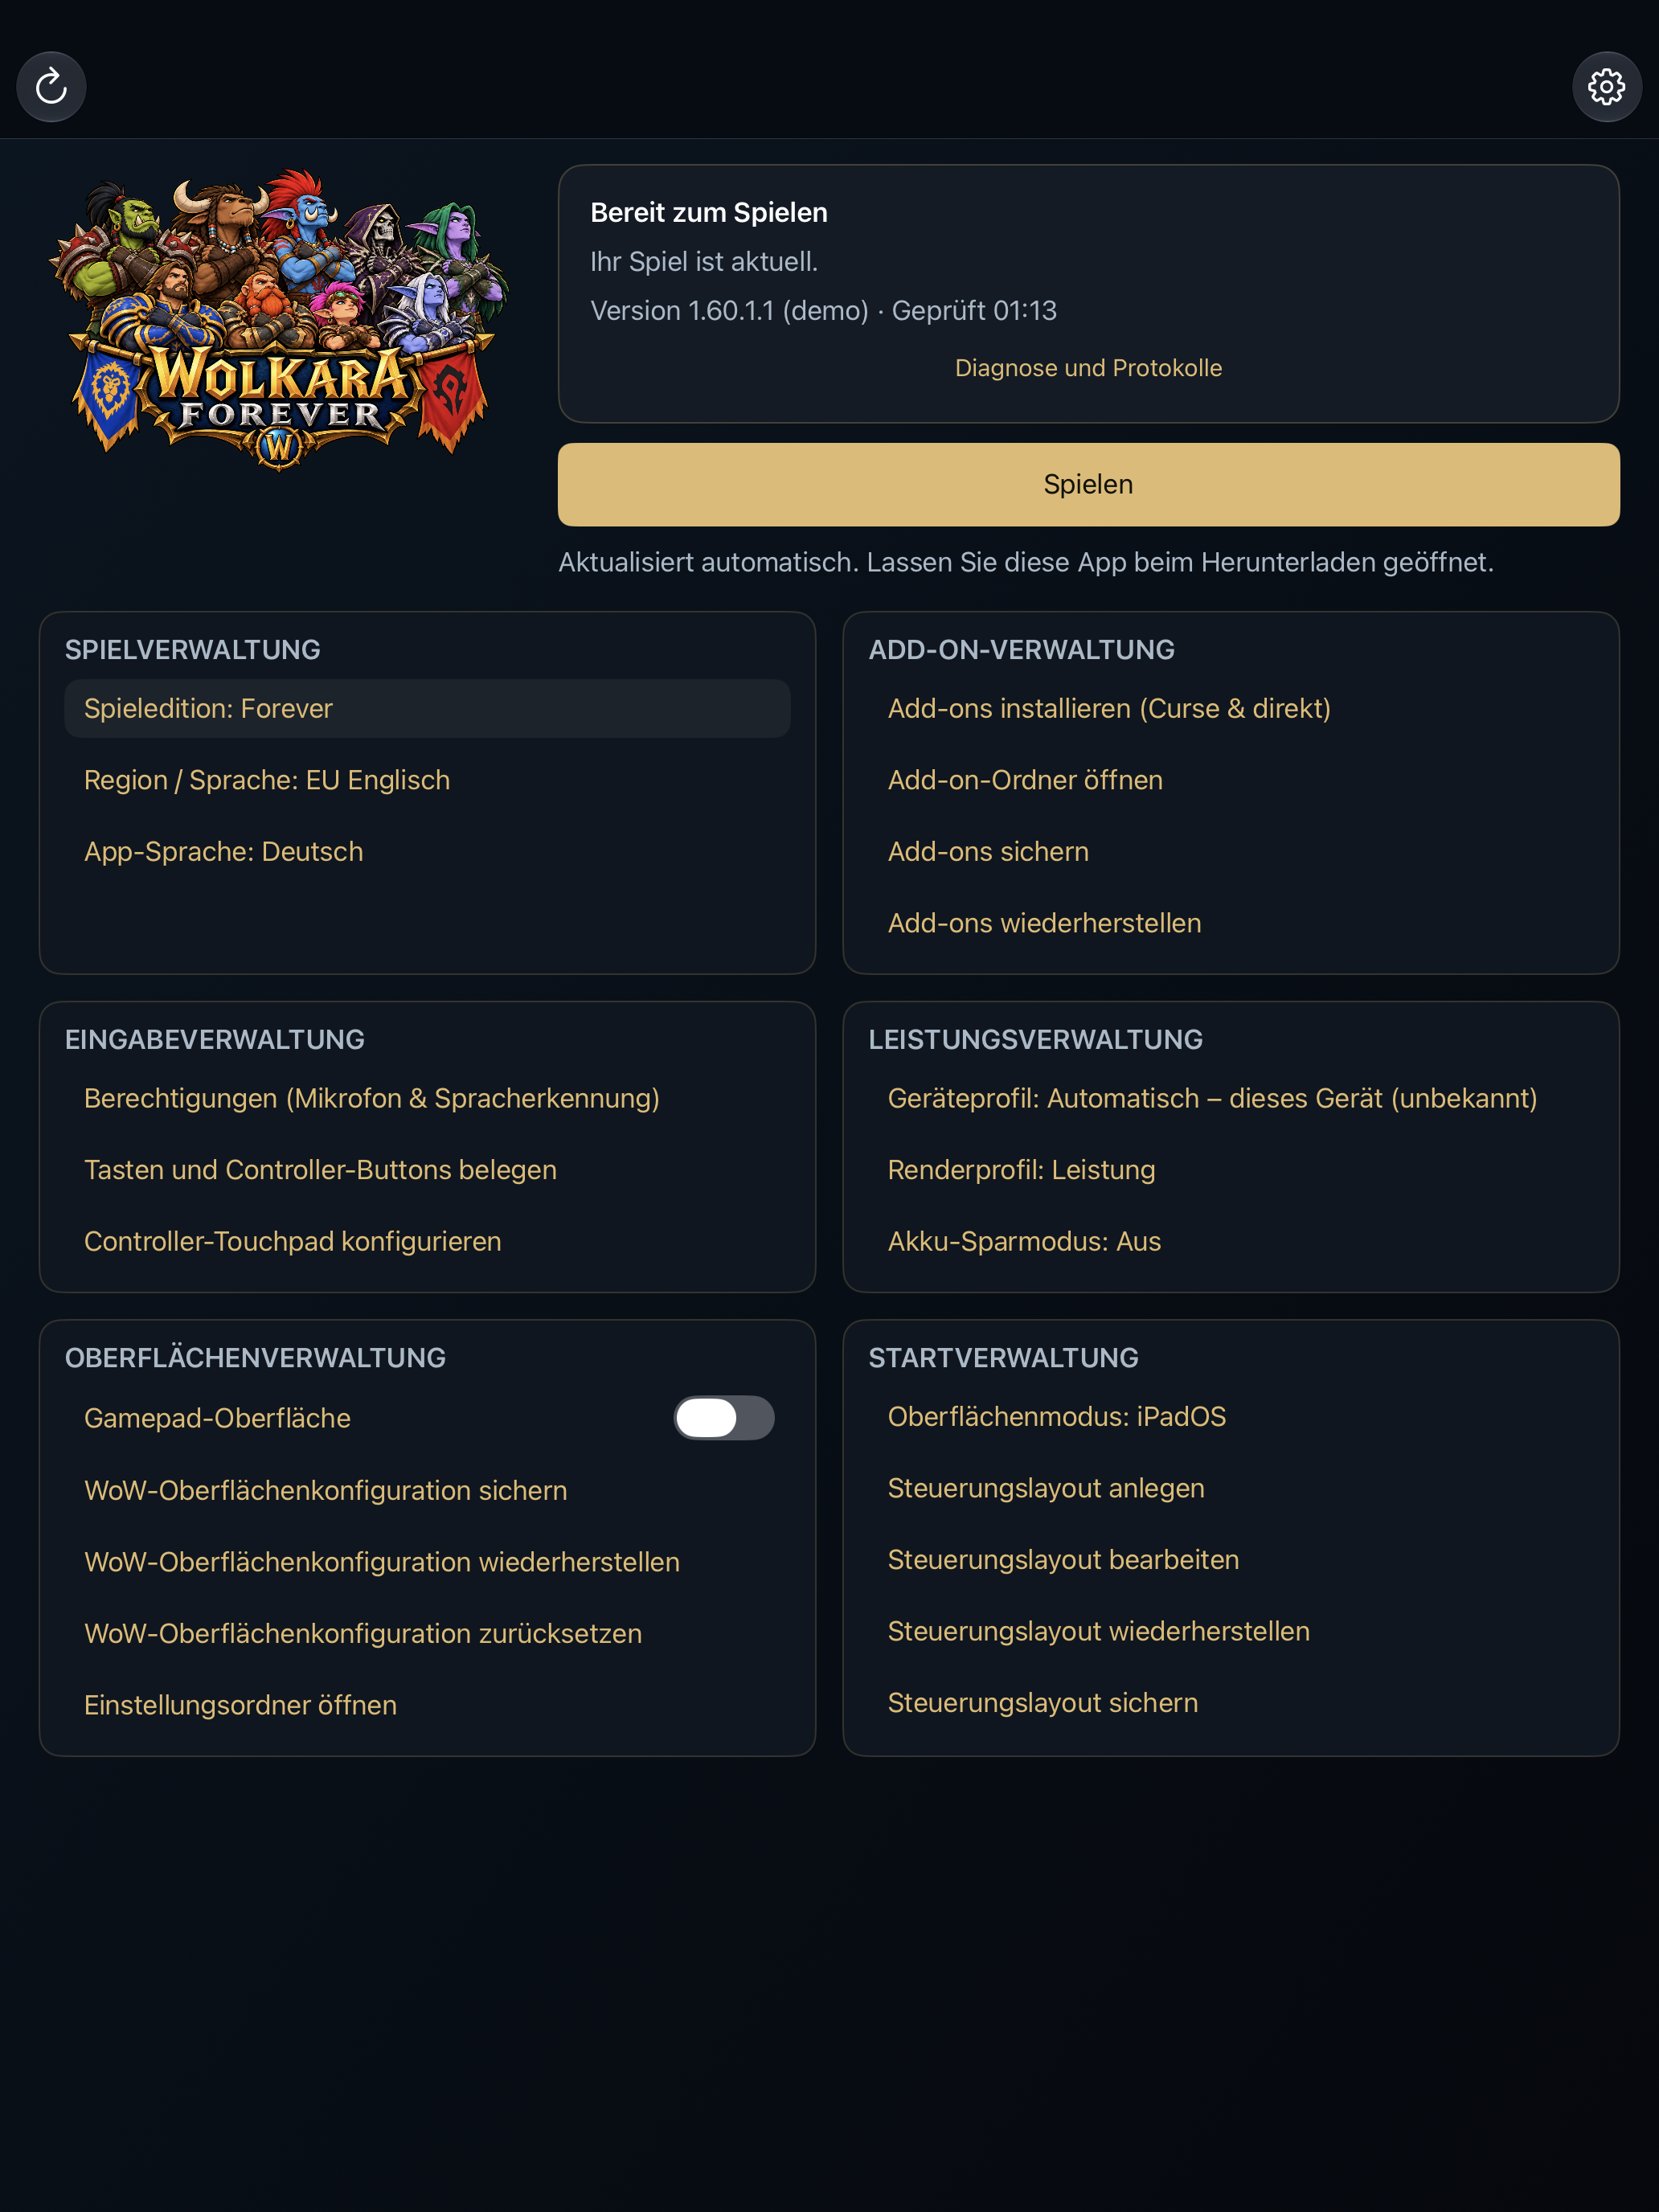 WOLKARA
FOREVER
W
Bereit zum Spielen
Ihr Spiel ist aktuell.
Version 1.60.1.1 (demo) · Geprüft 01:13
Diagnose und Protokolle
Spielen
Aktualisiert automatisch. Lassen Sie diese App beim Herunterladen geöffnet.
SPIELVERWALTUNG
Spieledition: Forever
Region / Sprache: EU Englisch
App-Sprache: Deutsch
ADD-ON-VERWALTUNG
Add-ons installieren (Curse & direkt)
Add-on-Ordner öffnen
Add-ons sichern
Add-ons wiederherstellen
EINGABEVERWALTUNG
Berechtigungen (Mikrofon & Spracherkennung)
Tasten und Controller-Buttons belegen
Controller-Touchpad konfigurieren
LEISTUNGSVERWALTUNG
Geräteprofil: Automatisch – dieses Gerät (unbekannt)
Renderprofil: Leistung
Akku-Sparmodus: Aus
OBERFLÄCHENVERWALTUNG
Gamepad-Oberfläche
WoW-Oberflächenkonfiguration sichern
WoW-Oberflächenkonfiguration wiederherstellen
WoW-Oberflächenkonfiguration zurücksetzen
Einstellungsordner öffnen
STARTVERWALTUNG
Oberflächenmodus: iPadOS
Steuerungslayout anlegen
Steuerungslayout bearbeiten
Steuerungslayout wiederherstellen
Steuerungslayout sichern